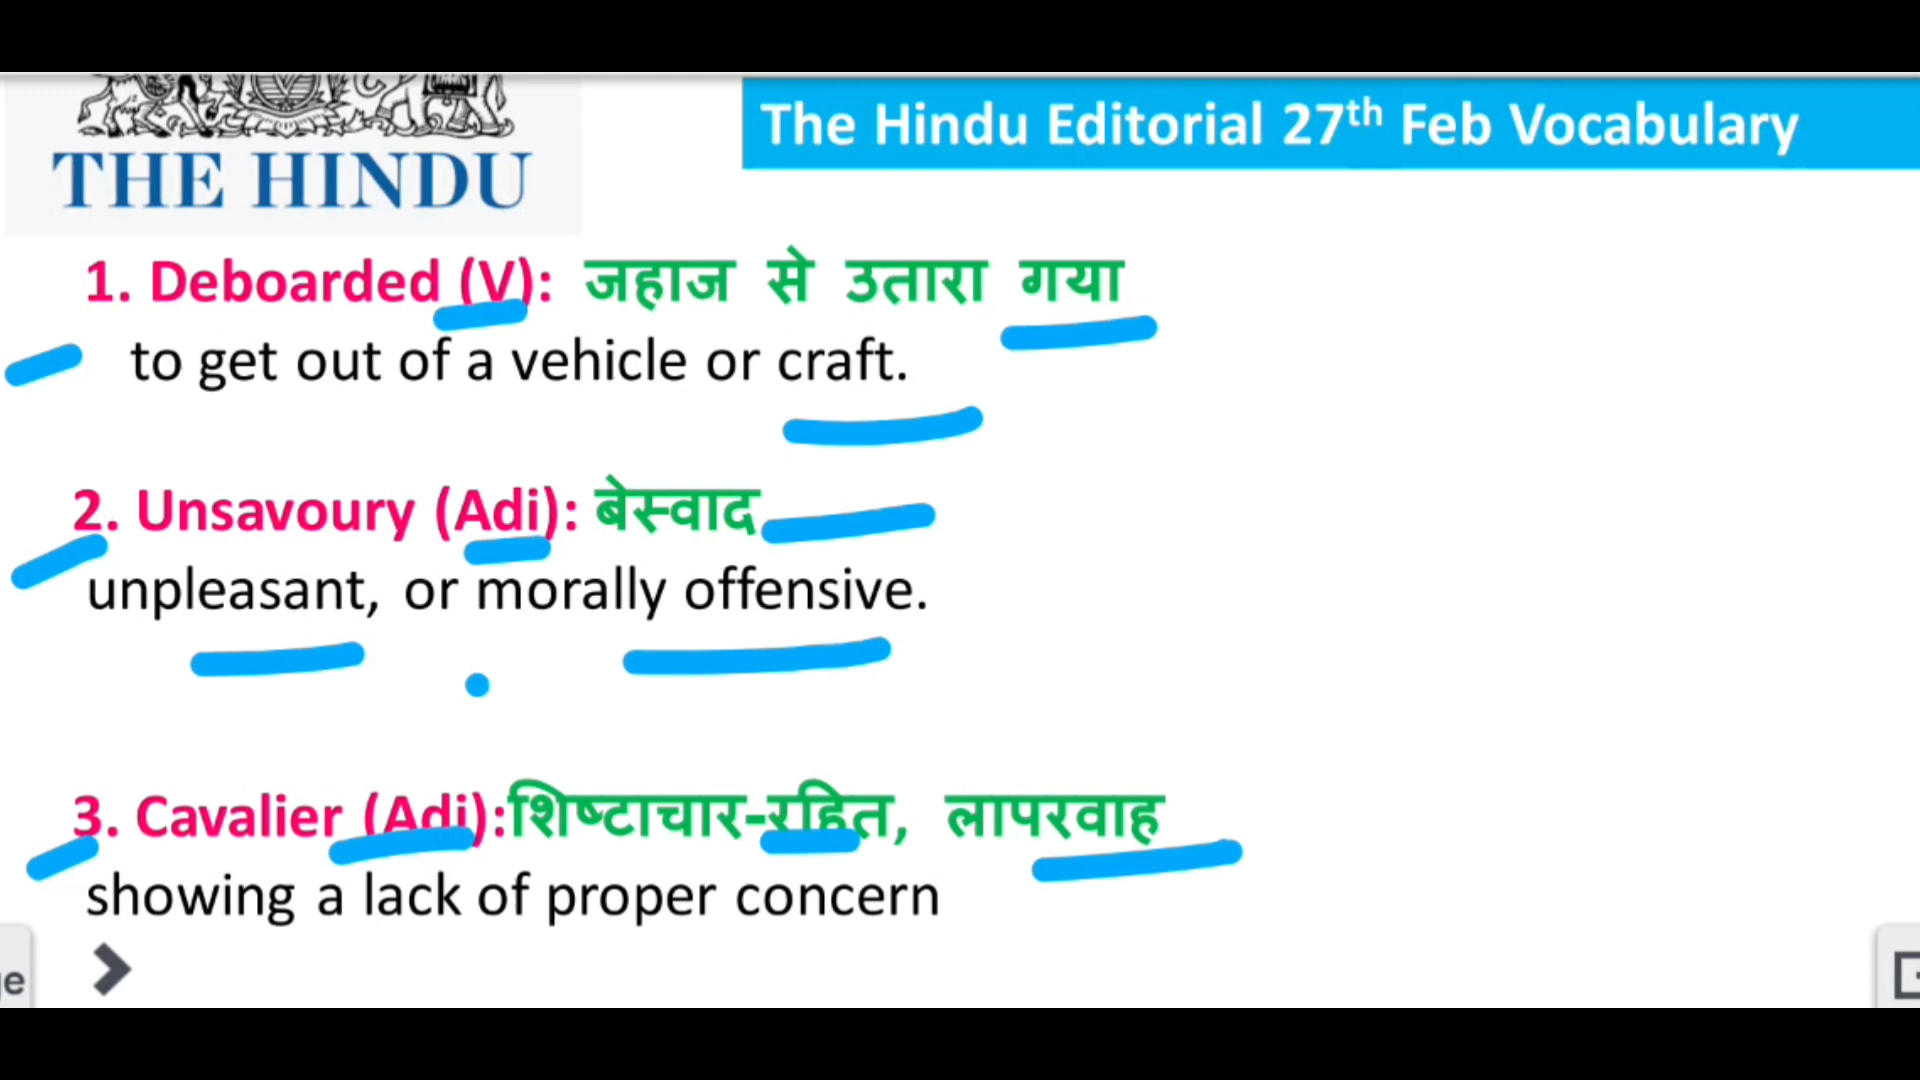 THE HINDU
The Hindu Editorial 27th Feb Vocabulary
1. Deboarded (V): जहाज से उतारा गया
to get out of a vehicle or craft.
2. Unsavoury (Adj): बेस्वाद
unpleasant, or morally offensive.
3. Cavalier (Adj):शिष्टाचार-रहित, लापरवाह
showing a lack of proper concern